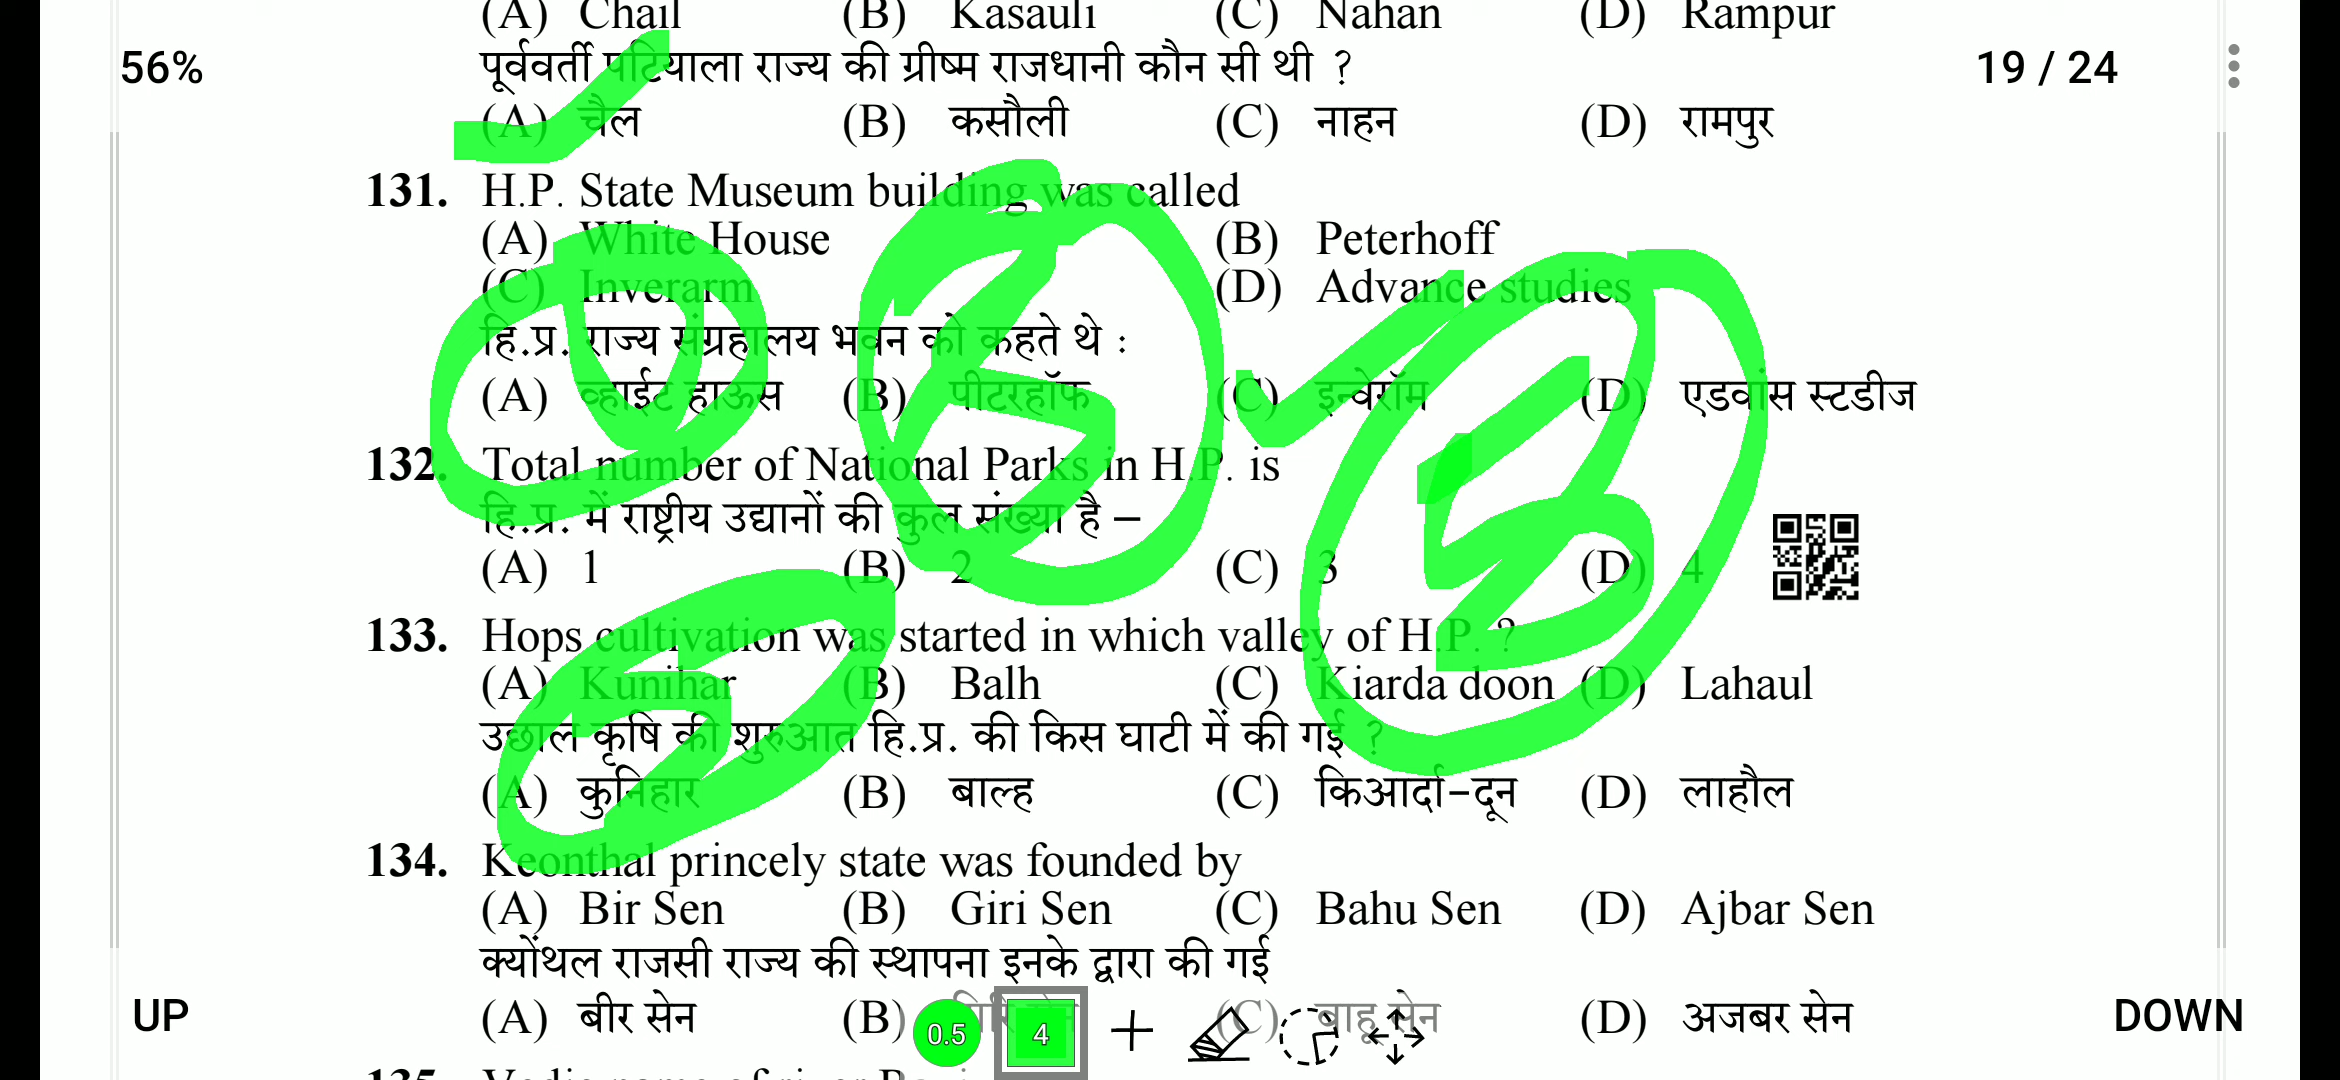 (A) Chail (B) Kasauli (C) Nahan (D) Rampur
56%
पूर्ववर्ती पटियाला राज्य की ग्रीष्म राजधानी कौन सी थी ?
19 / 24
(A) चैल (B) कसौली (C) नाहन (D) रामपुर
131. H.P. State Museum building was called
(A) White House (B) Peterhoff
(C) Inverarm (D) Advance studies
हि.प्र. राज्य संग्रहालय भवन को कहते थे :
(A) व्हाईट हाऊस (B) पीटरहॉफ (C) इन्वेरॉम (D) एडवांस स्टडीज
132. Total number of National Parks in H.P. is
हि.प्र. में राष्ट्रीय उद्यानों की कुल संख्या है –
(A) 1 (B) 2 (C) 3 (D) 4
133. Hops cultivation was started in which valley of H.P. ?
(A) Kunihar (B) Balh (C) Kiarda doon (D) Lahaul
उछाल कृषि की शुरुआत हि.प्र. की किस घाटी में की गई ?
(A) कुनिहार (B) बाल्ह (C) किआर्दा-दून (D) लाहौल
134. Keonthal princely state was founded by
(A) Bir Sen (B) Giri Sen (C) Bahu Sen (D) Ajbar Sen
क्योंथल राजसी राज्य की स्थापना इनके द्वारा की गई
UP
(A) बीर सेन (B) गिरि सेन (C) बाहू सेन (D) अजबर सेन
DOWN
0.5 4